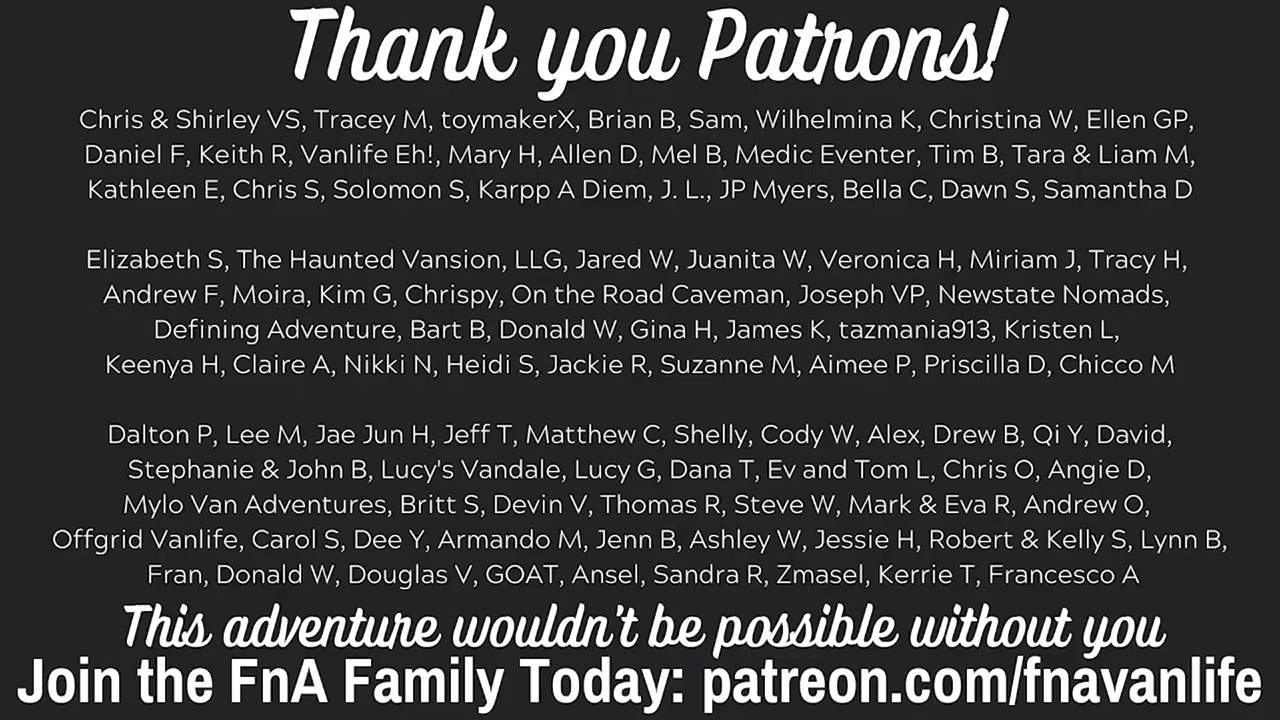 Thank you Patrons!
Chris & Shirley VS, Tracey M, toymakerX, Brian B, Sam, Wilhelmina K, Christina W, Ellen GP,
Daniel F, Keith R, Vanlife Eh!, Mary H, Allen D, Mel B, Medic Eventer, Tim B, Tara & Liam M,
Kathleen E, Chris S, Solomon S, Karpp A Diem, J. L., JP Myers, Bella C, Dawn S, Samantha D
Elizabeth S, The Haunted Vansion, LLG, Jared W, Juanita W, Veronica H, Miriam J, Tracy H,
Andrew F, Moira, Kim G, Chrispy, On the Road Caveman, Joseph VP, Newstate Nomads,
Defining Adventure, Bart B, Donald W, Gina H, James K, tazmania913, Kristen L,
Keenya H, Claire A, Nikki N, Heidi S, Jackie R, Suzanne M, Aimee P, Priscilla D, Chicco M
Dalton P, Lee M, Jae Jun H, Jeff T, Matthew C, Shelly, Cody W, Alex, Drew B, Qi Y, David,
Stephanie & John B, Lucy's Vandale, Lucy G, Dana T, Ev and Tom L, Chris O, Angie D,
Mylo Van Adventures, Britt S, Devin V, Thomas R, Steve W, Mark & Eva R, Andrew O,
Offgrid Vanlife, Carol S, Dee Y, Armando M, Jenn B, Ashley W, Jessie H, Robert & Kelly S, Lynn B,
Fran, Donald W, Douglas V, GOAT, Ansel, Sandra R, Zmasel, Kerrie T, Francesco A
This adventure wouldn't be possible without you
Join the FnA Family Today: patreon.com/fnavanlife